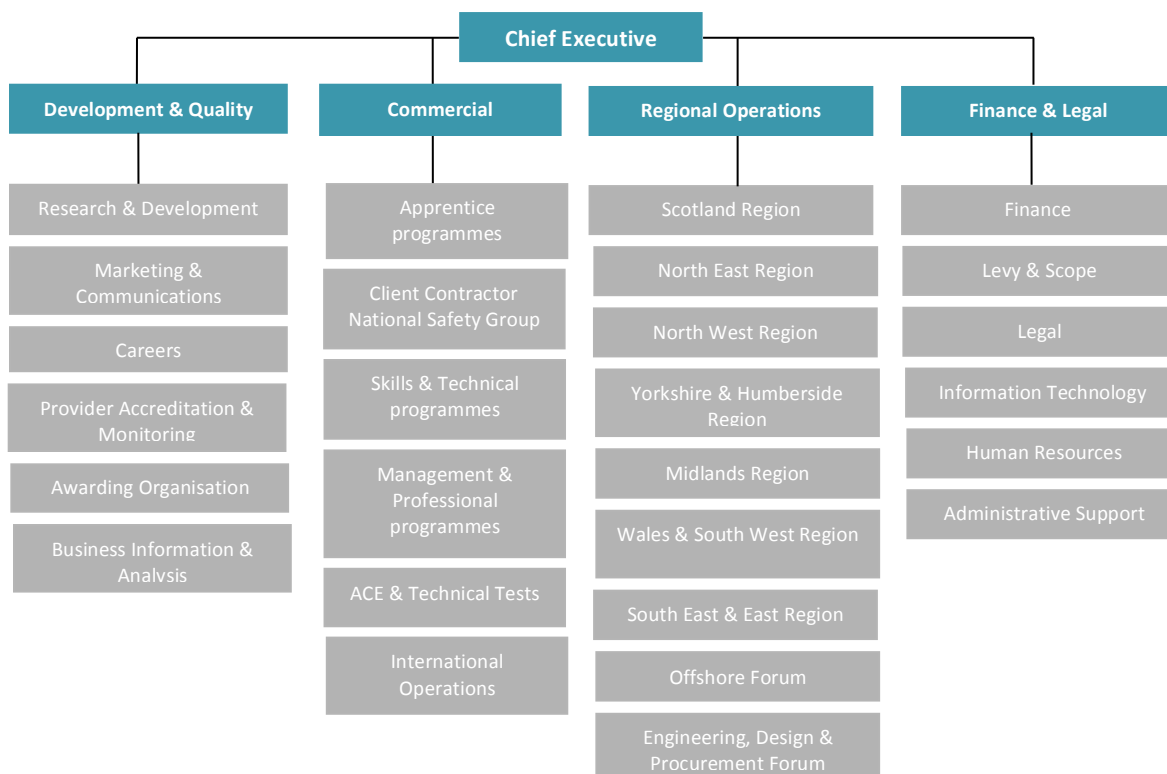 Chief Executive
Development & Quality
Research & Development
Marketing &
Communications
Careers
Provider Accreditation &
Monitoring
Awarding Organisation
Business Information &
Analysis
Commercial
Apprentice
programmes
Client Contractor
National Safety Group
Skills & Technical
programmes
Management &
Professional
programmes
ACE & Technical Tests
International
Operations
Regional Operations
Scotland Region
North East Region
North West Region
Yorkshire & Humberside
Region
Midlands Region
Wales & South West Region
South East & East Region
Offshore Forum
Engineering, Design &
Procurement Forum
Finance & Legal
Finance
Levy & Scope
Legal
Information Technology
Human Resources
Administrative Support